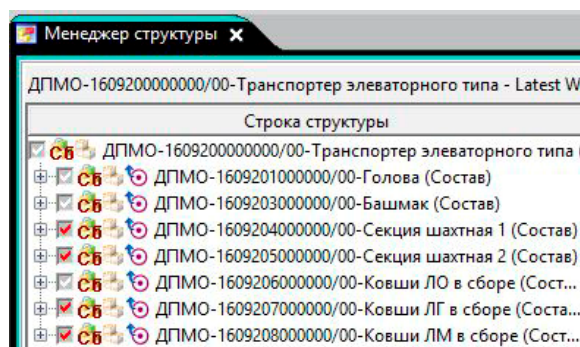 Менеджер структуры
ДПМО-1609200000000/00-Транспортер элеваторного типа - Latest W
Строка структуры
Сб ДПМО-1609200000000/00-Транспортер элеваторного типа (
Сб ДПМО-1609201000000/00-Голова (Состав)
Сб ДПМО-1609203000000/00-Башмак (Состав)
Сб ДПМО-1609204000000/00-Секция шахтная 1 (Состав)
Сб ДПМО-1609205000000/00-Секция шахтная 2 (Состав)
Сб ДПМО-1609206000000/00-Ковши ЛО в сборе (Сост...
Сб ДПМО-1609207000000/00-Ковши ЛГ в сборе (Соста...
Сб ДПМО-1609208000000/00-Ковши ЛМ в сборе (Сост...